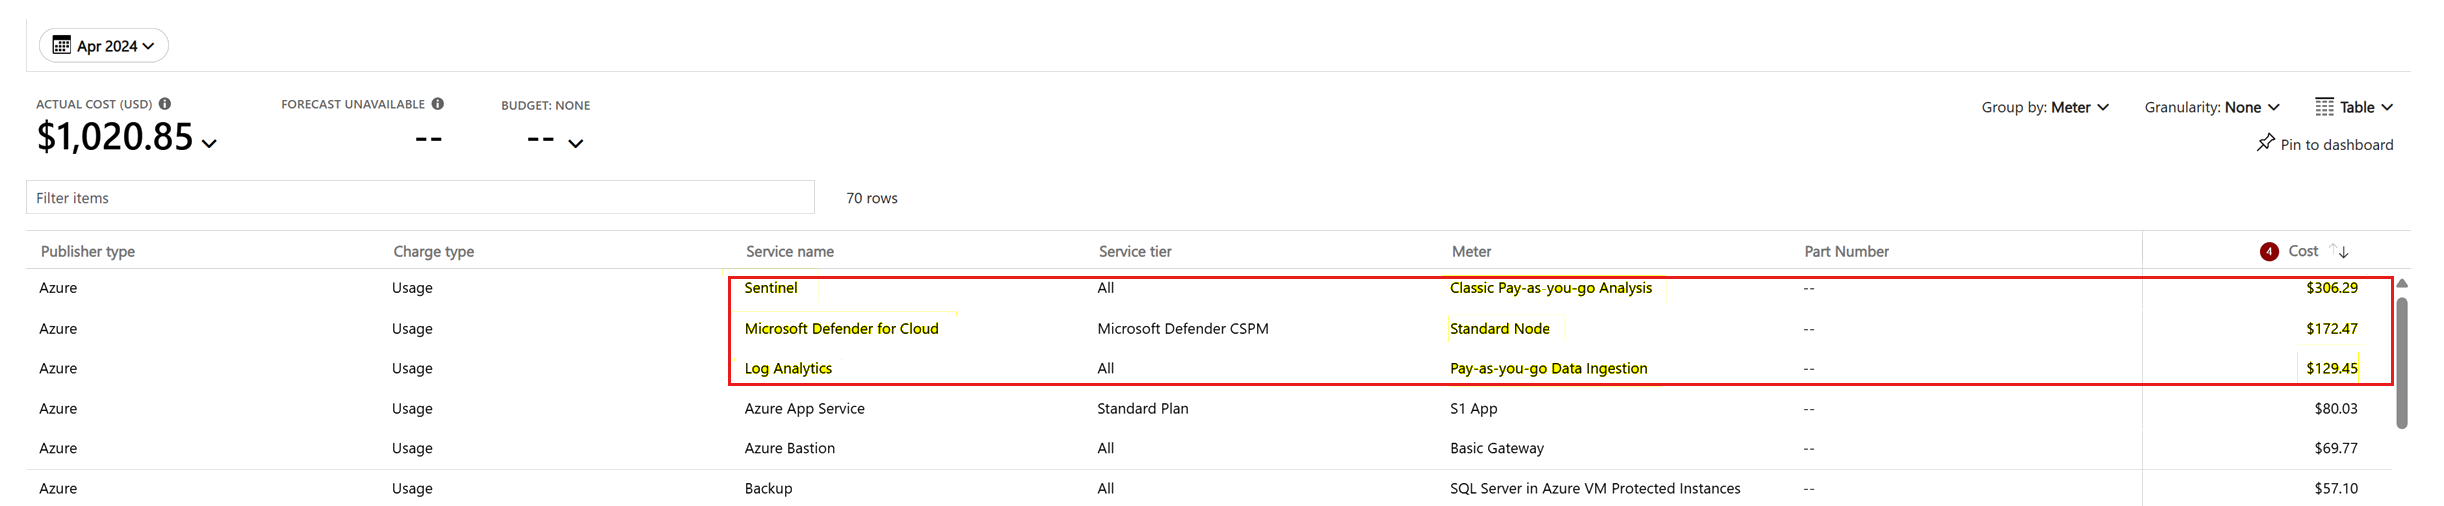 Apr 2024
ACTUAL COST (USD) FORECAST UNAVAILABLE BUDGET: NONE
$1,020.85 -- --
Group by: Meter Granularity: None Table
Pin to dashboard
Filter items 70 rows
Publisher type Charge type Service name Service tier Meter Part Number 4 Cost
Azure Usage Sentinel All Classic Pay-as-you-go Analysis -- $306.29
Azure Usage Microsoft Defender for Cloud Microsoft Defender CSPM Standard Node -- $172.47
Azure Usage Log Analytics All Pay-as-you-go Data Ingestion -- $129.45
Azure Usage Azure App Service Standard Plan S1 App -- $80.03
Azure Usage Azure Bastion All Basic Gateway -- $69.77
Azure Usage Backup All SQL Server in Azure VM Protected Instances -- $57.10